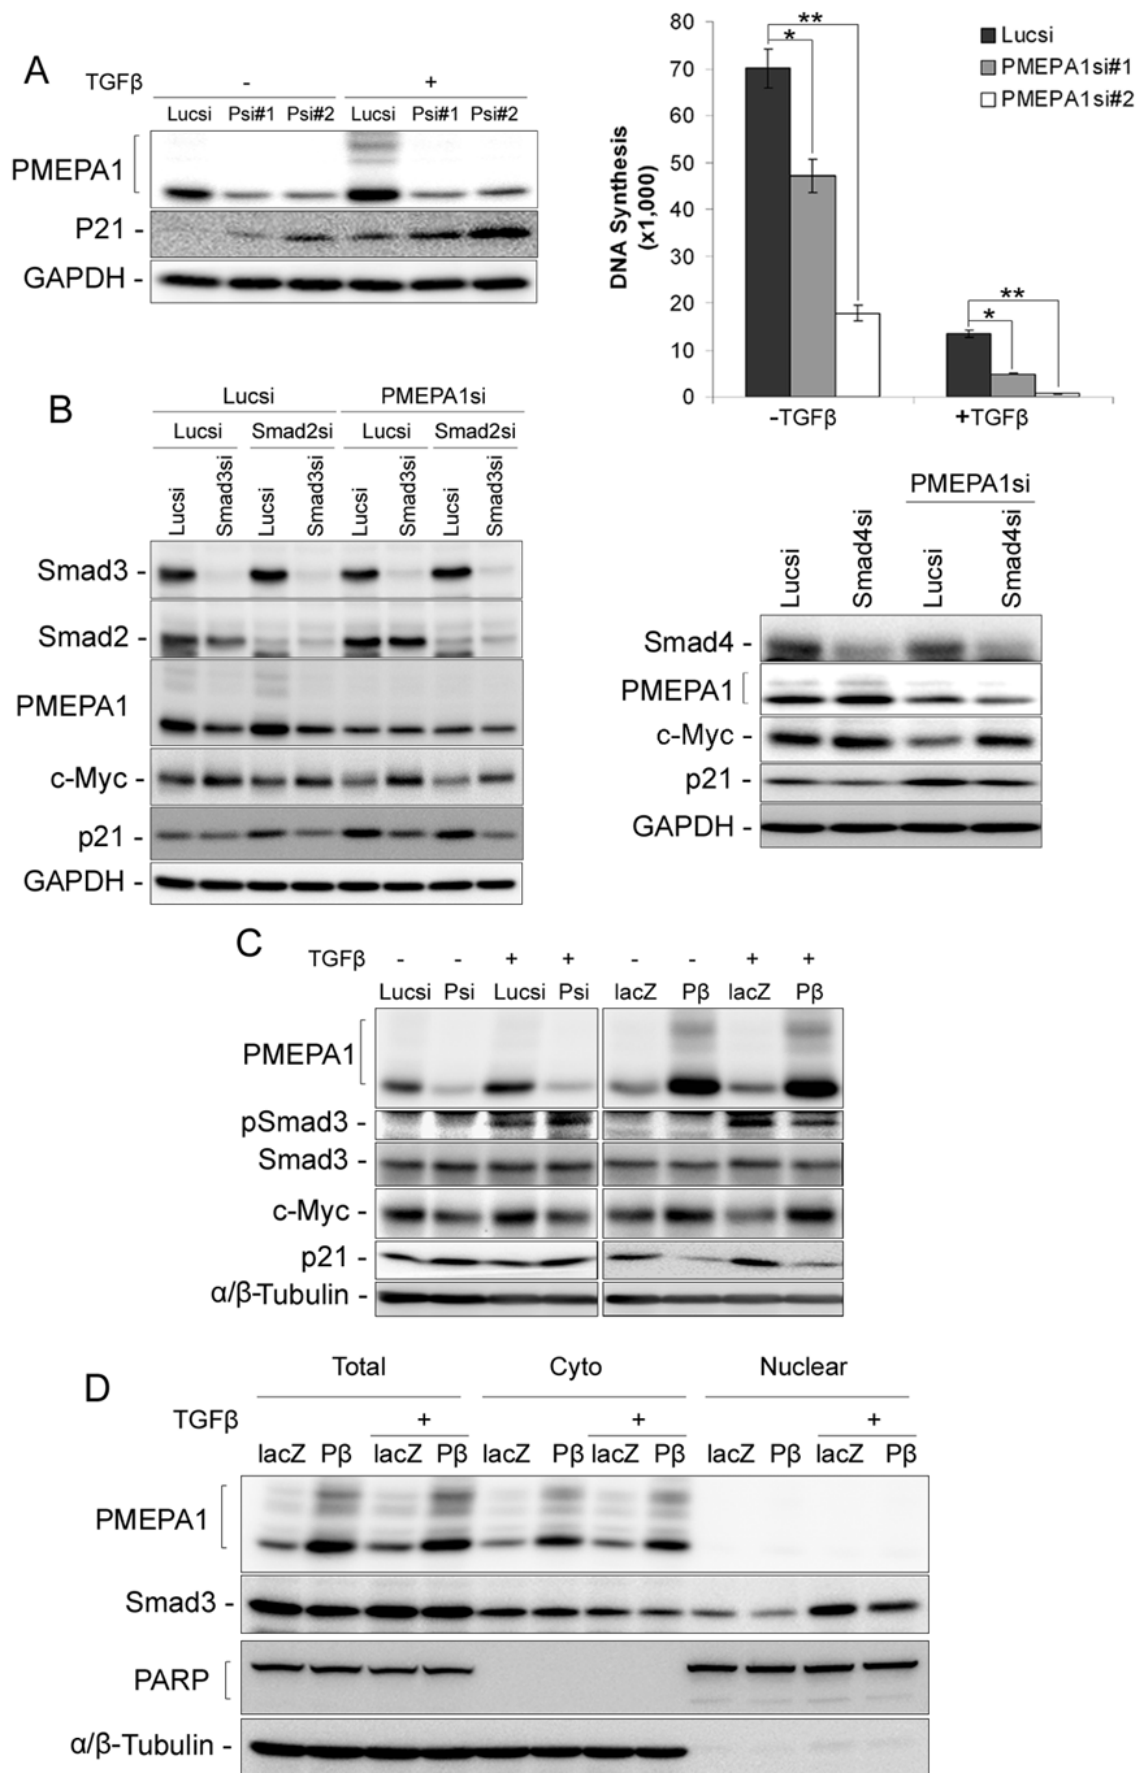 A
TGFβ - +
Lucsi Psi#1 Psi#2 Lucsi Psi#1 Psi#2
PMEPA1
P21 -
GAPDH -
DNA Synthesis
(x1,000)
80
70
60
50
40
30
20
10
0
** *
** *
-TGFβ +TGFβ
Lucsi
PMEPA1si#1
PMEPA1si#2
B
Lucsi PMEPA1si
Lucsi Smad2si Lucsi Smad2si
Lucsi Smad3si Lucsi Smad3si Lucsi Smad3si Lucsi Smad3si
Smad3 -
Smad2 -
PMEPA1
c-Myc -
p21 -
GAPDH -
PMEPA1si
Lucsi Smad4si Lucsi Smad4si
Smad4 -
PMEPA1
c-Myc -
p21 -
GAPDH -
C
TGFβ - - + + - - + +
Lucsi Psi Lucsi Psi lacZ Pβ lacZ Pβ
PMEPA1
pSmad3 -
Smad3 -
c-Myc -
p21 -
α/β-Tubulin -
D
Total Cyto Nuclear
TGFβ + + +
lacZ Pβ lacZ Pβ lacZ Pβ lacZ Pβ lacZ Pβ lacZ Pβ
PMEPA1
Smad3 -
PARP
α/β-Tubulin -